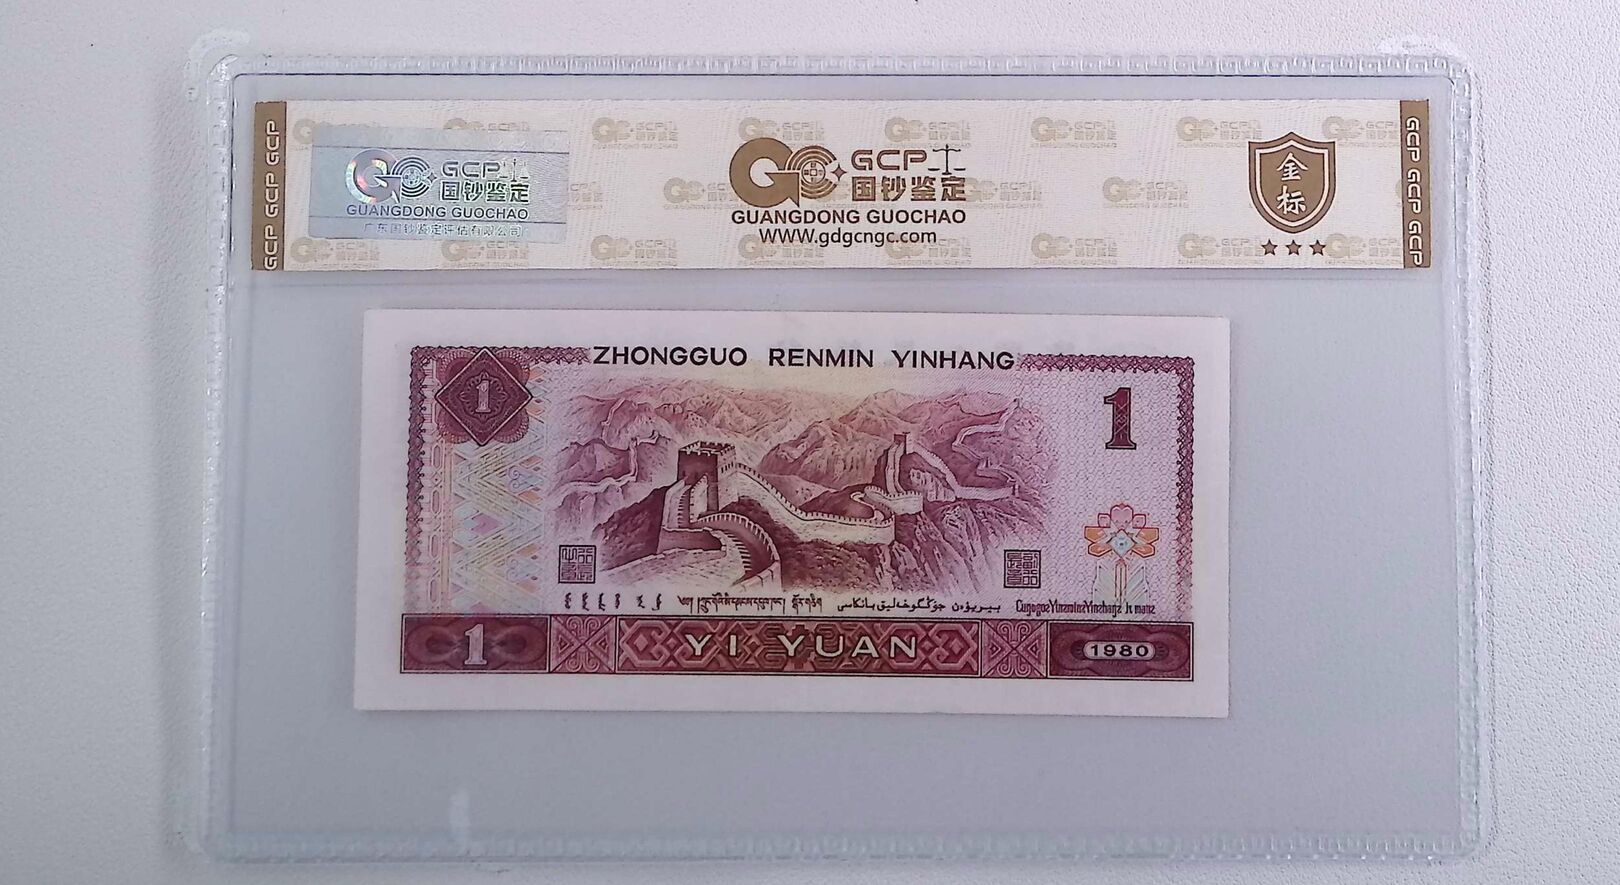 GCP GCP GCP
GCP
国钞鉴定
GUANGDONG GUOCHAO
广东国钞鉴定评估有限公司
GCP
国钞鉴定
GUANGDONG GUOCHAO
WWW.gdgcngc.com
金标
GCP GCP GCP
ZHONGGUO RENMIN YINHANG
1
1
1 YI YUAN 1980